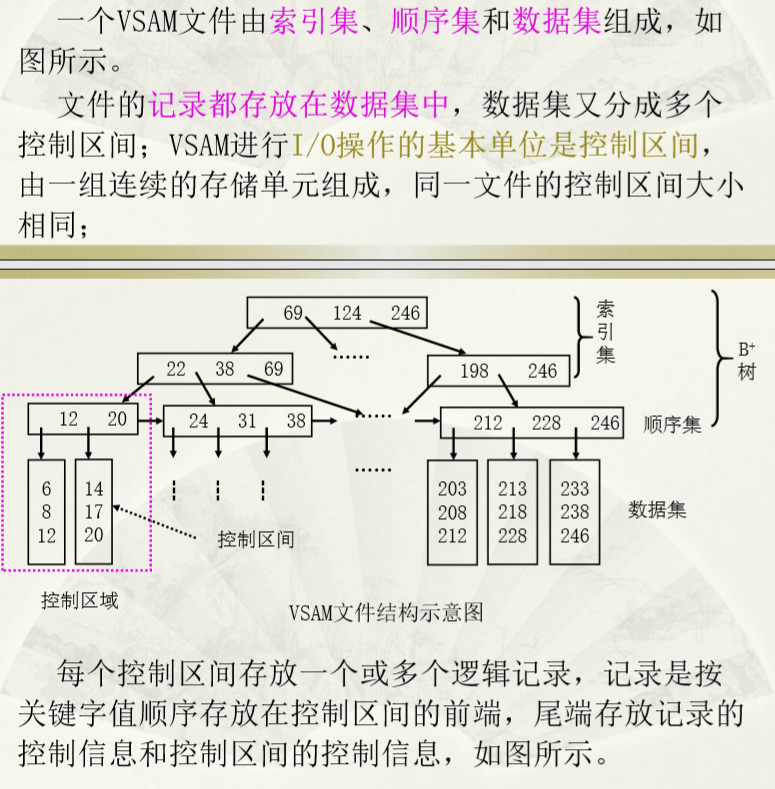 一个VSAM文件由索引集、顺序集和数据集组成，如
图所示。
文件的记录都存放在数据集中，数据集又分成多个
控制区间；VSAM进行I/O操作的基本单位是控制区间，
由一组连续的存储单元组成，同一文件的控制区间大小
相同；
69 124 246
索引集
B+树
……
22 38 69
198 246
12 20
24 31 38
……
212 228 246
顺序集
……
6 14
8 17
12 20
203 213 233
208 218 238
212 228 246
数据集
控制区间
控制区域
VSAM文件结构示意图
每个控制区间存放一个或多个逻辑记录，记录是按
关键字值顺序存放在控制区间的前端，尾端存放记录的
控制信息和控制区间的控制信息，如图所示。